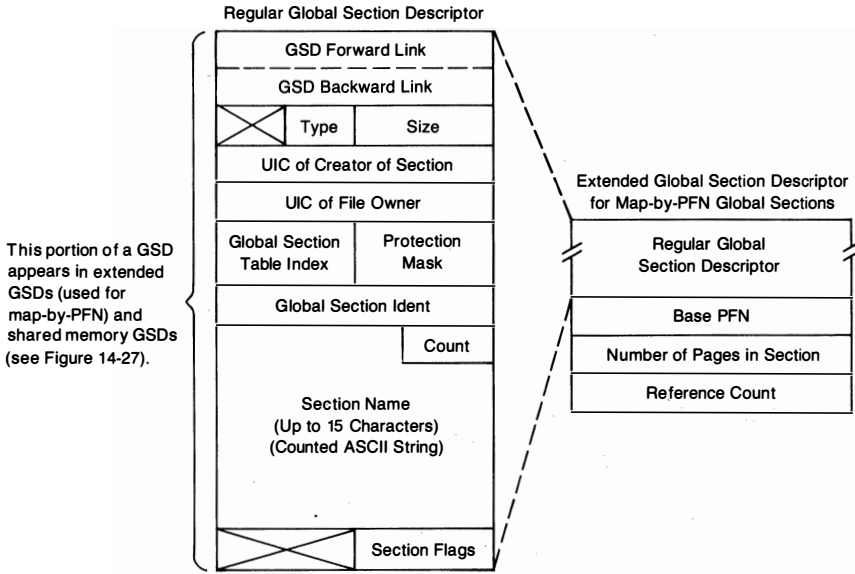 Regular Global Section Descriptor
GSD Forward Link
GSD Backward Link
Type
Size
UIC of Creator of Section
UIC of File Owner
Global Section
Table Index
Protection
Mask
Global Section Ident
Count
Section Name
(Up to 15 Characters)
(Counted ASCII String)
Section Flags
This portion of a GSD
appears in extended
GSDs (used for
map-by-PFN) and
shared memory GSDs
(see Figure 14-27).
Extended Global Section Descriptor
for Map-by-PFN Global Sections
Regular Global
Section Descriptor
Base PFN
Number of Pages in Section
Reference Count